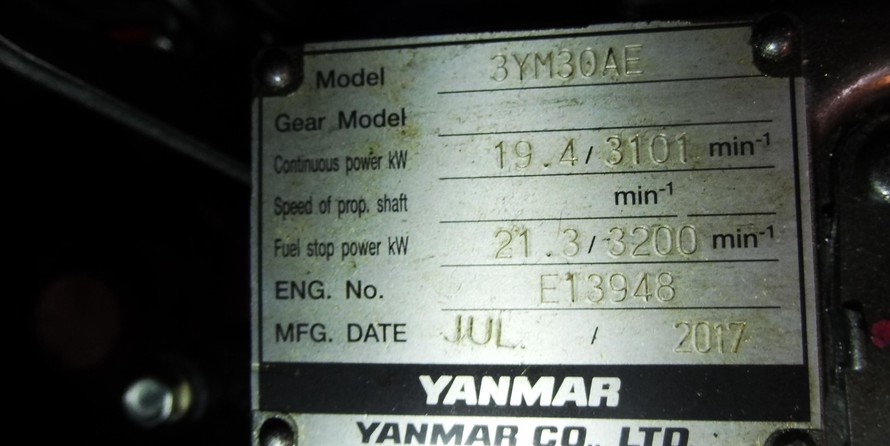 Model 3YM30AE
Gear Model
Continuous power kW 19.4 / 3101 min-1
Speed of prop. shaft min-1
Fuel stop power kW 21.3 / 3200 min-1
ENG. No. E13948
MFG. DATE JUL. / 2017
YANMAR
YANMAR CO., LTD